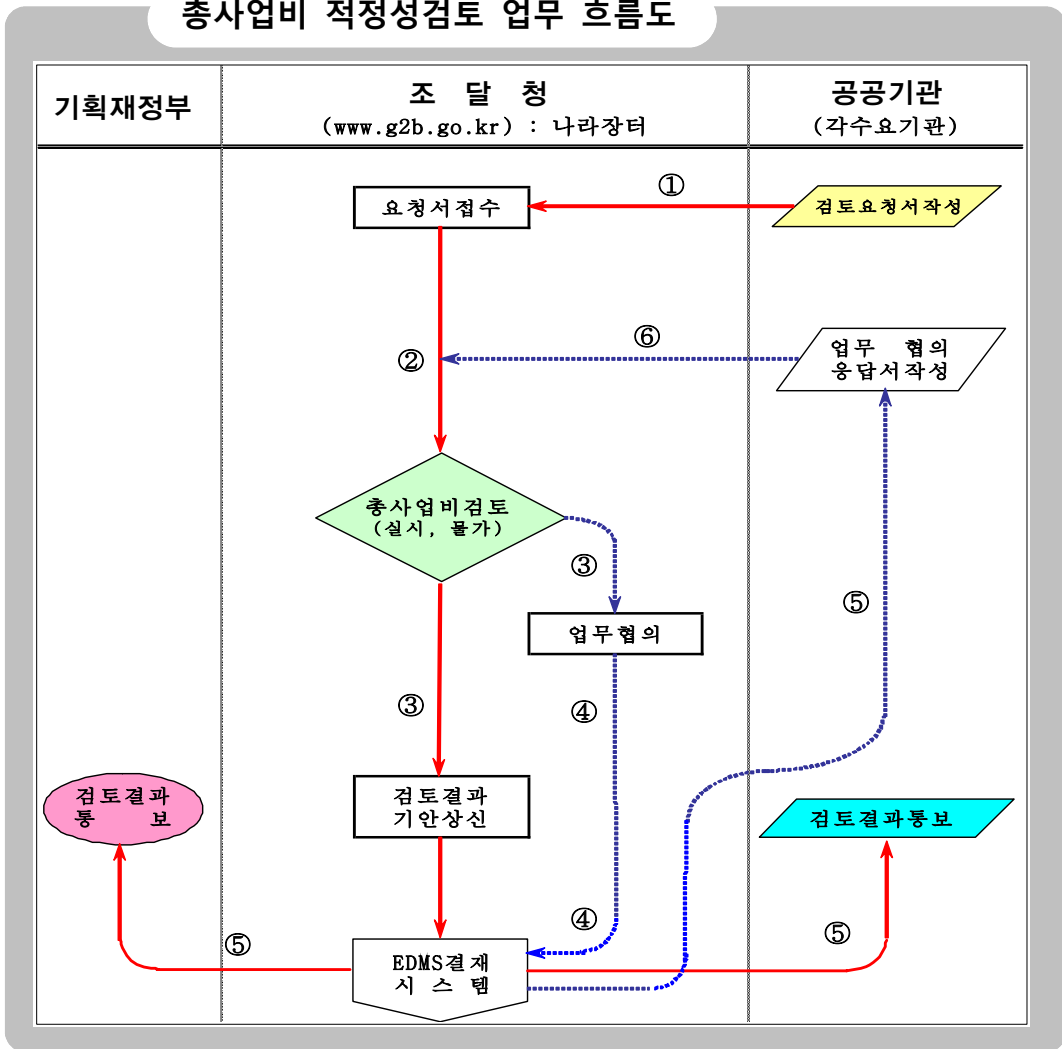 총사업비 적정성검토 업무 흐름도
기획재정부
조 달 청
(www.g2b.go.kr) : 나라장터
공공기관
(각수요기관)
①
요청서접수
검토요청서작성
⑥
②
업무 협의
응답서작성
총사업비검토
(실시, 물가)
③
⑤
업무협의
③
④
검토결과
통 보
검토결과
기안상신
검토결과통보
④
⑤
⑤
EDMS결재
시 스 템